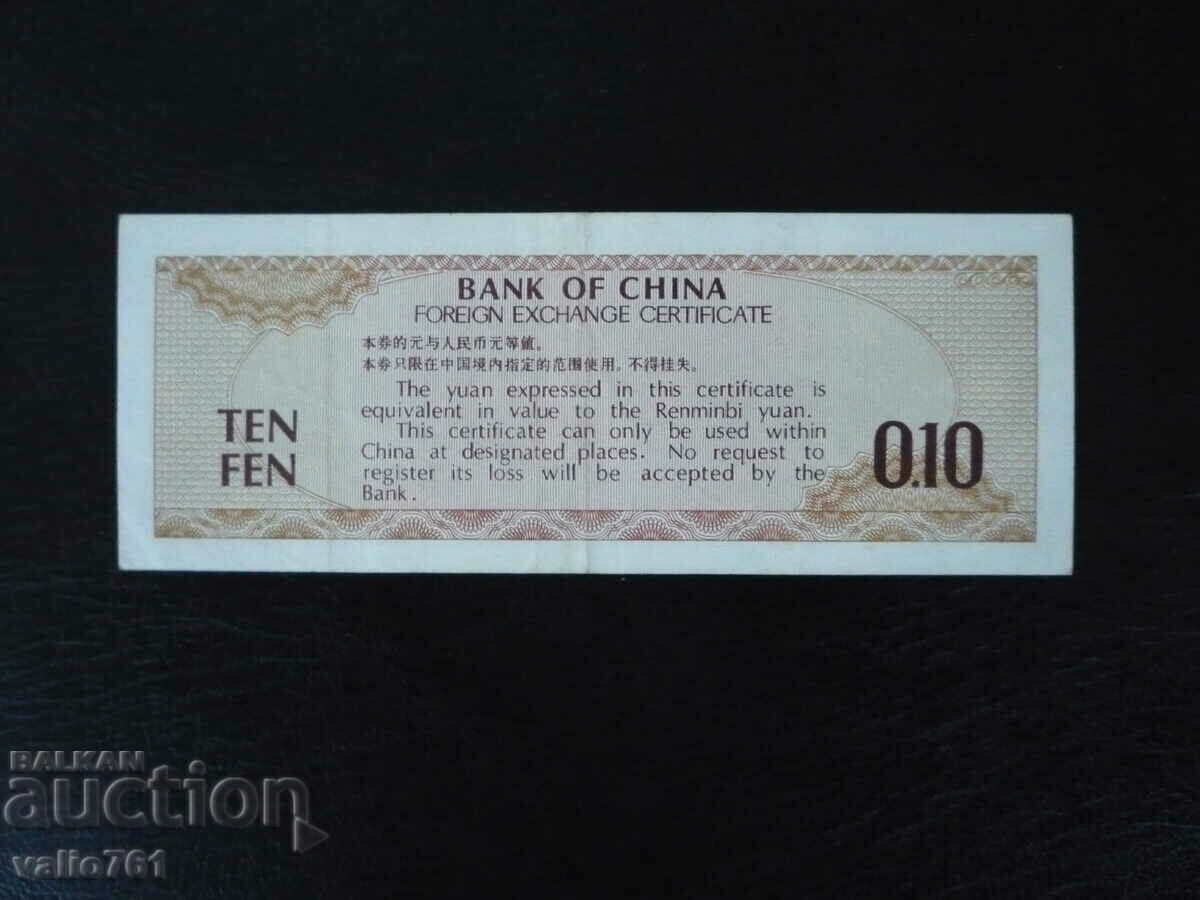 BANK OF CHINA
FOREIGN EXCHANGE CERTIFICATE
本券的元与人民币元等值。
本券只限在中国境内指定的范围使用，不得挂失。
The yuan expressed in this certificate is
equivalent in value to the Renminbi yuan.
This certificate can only be used within
China at designated places. No request to
register its loss will be accepted by the
Bank.
TEN
FEN
0.10
BALKAN
auction
valio761